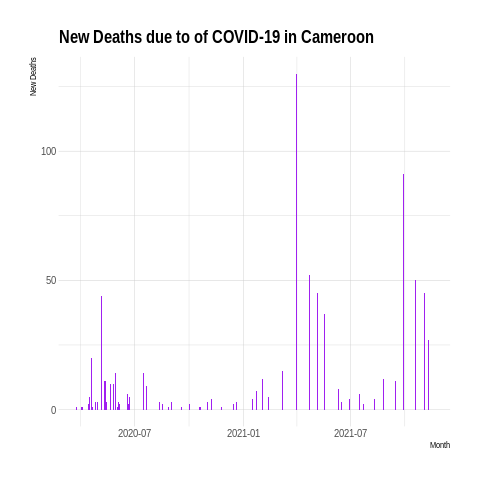 New Deaths due to of COVID-19 in Cameroon
New Deaths
100
50
0
2020-07
2021-01
2021-07
Month